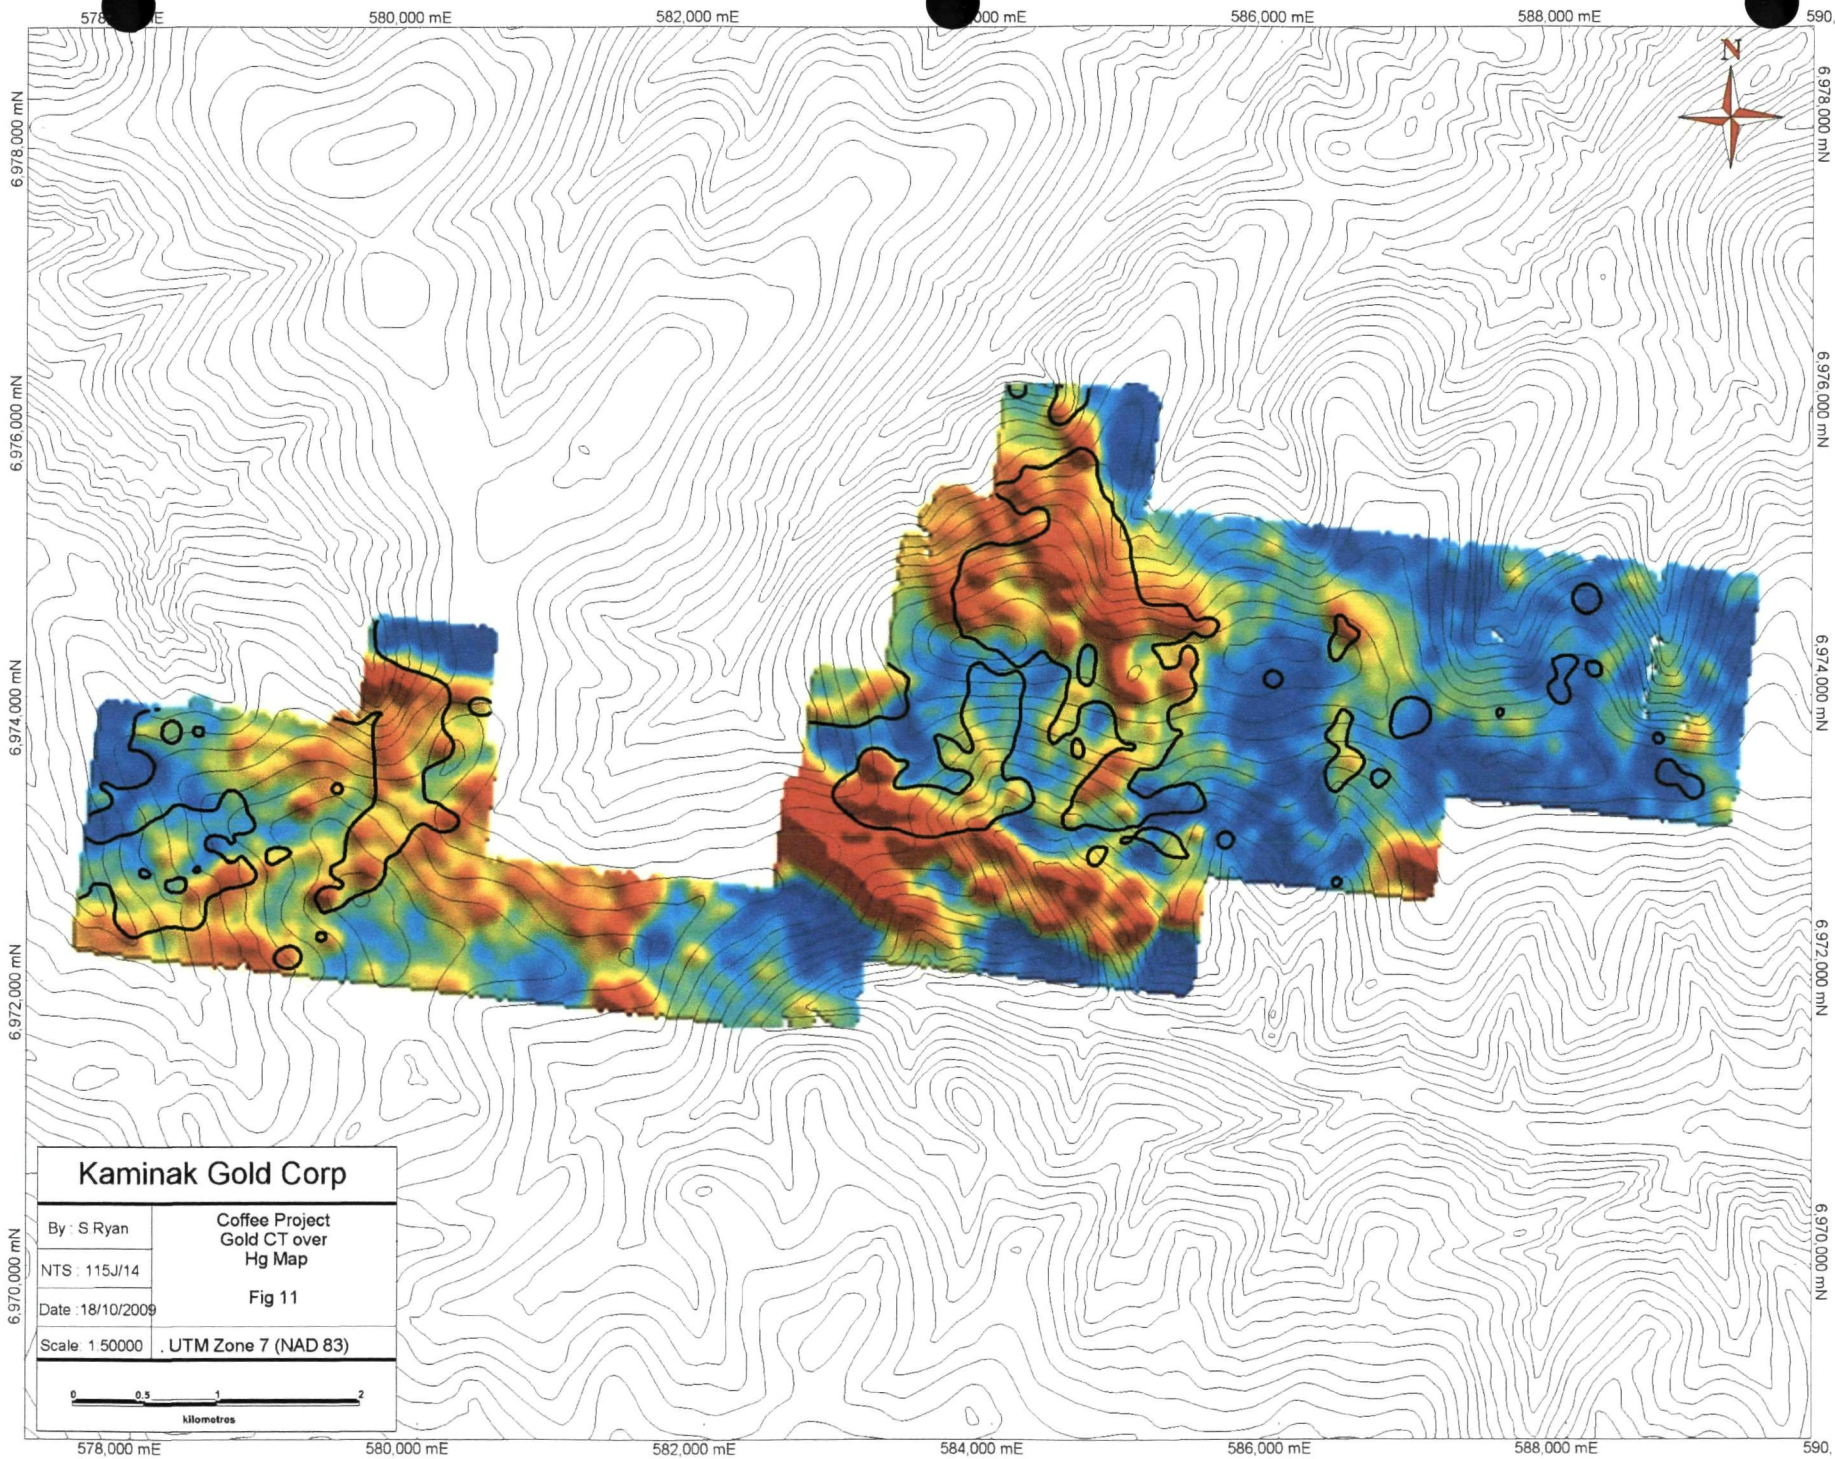 580,000 mE
582,000 mE
586,000 mE
588,000 mE
590,
N
6,978,000 mN
6,978,000 mN
6,976,000 mN
6,976,000 mN
6,974,000 mN
6,974,000 mN
6,972,000 mN
6,972,000 mN
6,970,000 mN
6,970,000 mN
Kaminak Gold Corp
By : S Ryan
NTS : 115J/14
Date :18/10/2009
Scale: 1:50000
Coffee Project
Gold CT over
Hg Map
Fig 11
. UTM Zone 7 (NAD 83)
0 0.5 1 2
kilometres
578,000 mE
580,000 mE
582,000 mE
584,000 mE
586,000 mE
588,000 mE
590,